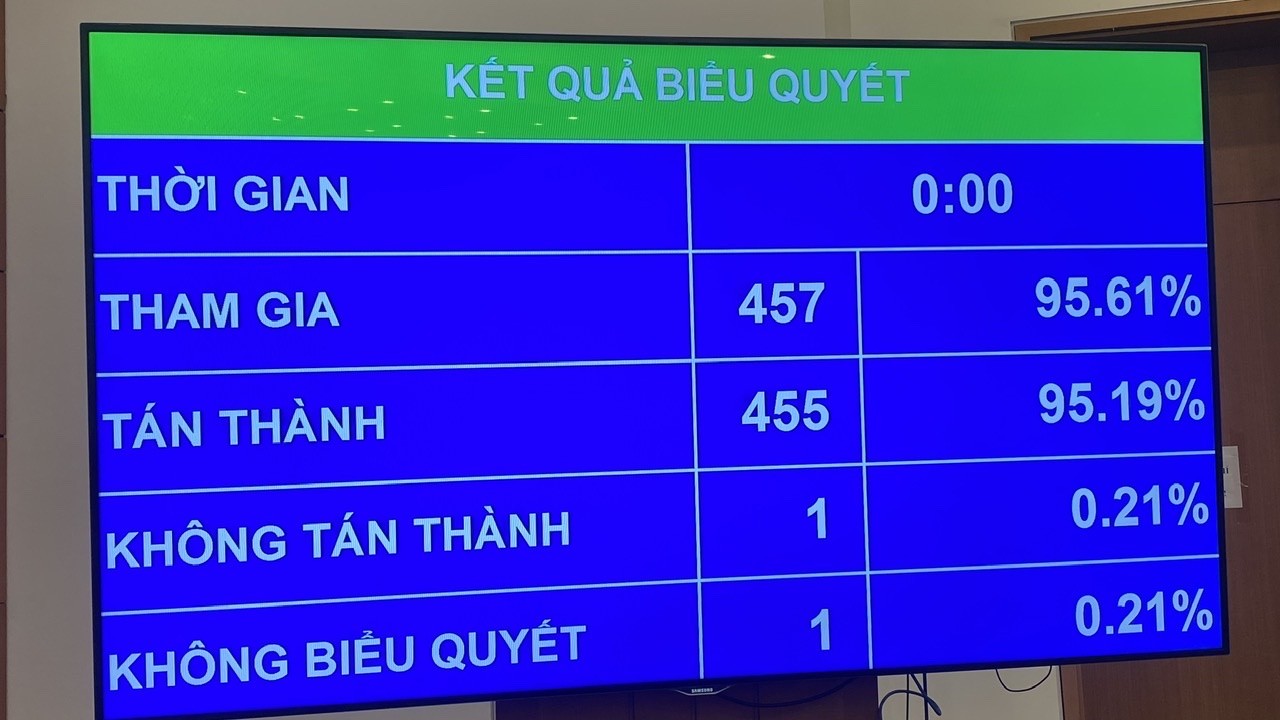 KẾT QUẢ BIỂU QUYẾT
THỜI GIAN 0:00
THAM GIA 457 95.61%
TÁN THÀNH 455 95.19%
KHÔNG TÁN THÀNH 1 0.21%
KHÔNG BIỂU QUYẾT 1 0.21%
SAMSUNG